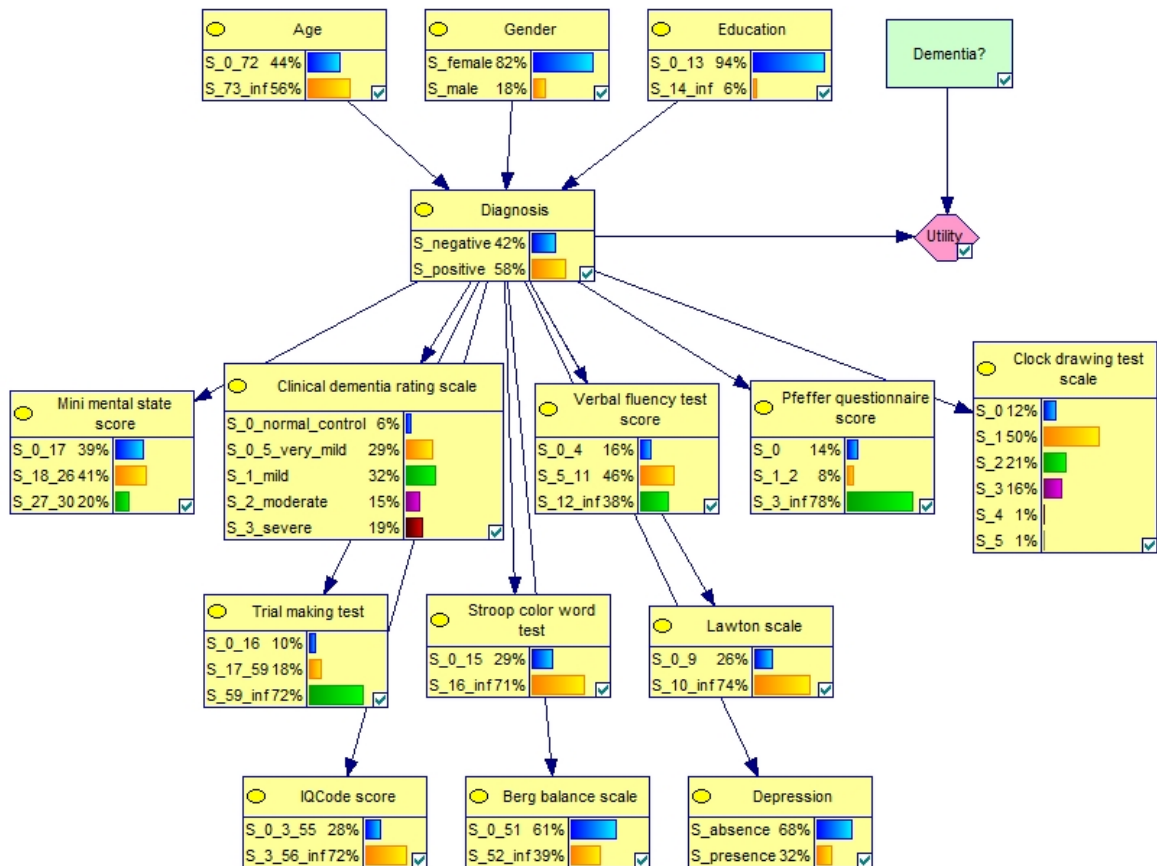 Age
S_0_72 44%
S_73_inf 56%
Gender
S_female 82%
S_male 18%
Education
S_0_13 94%
S_14_inf 6%
Dementia?
Diagnosis
S_negative 42%
S_positive 58%
Utility
Mini mental state
score
S_0_17 39%
S_18_26 41%
S_27_30 20%
Clinical dementia rating scale
S_0_normal_control 6%
S_0_5_very_mild 29%
S_1_mild 32%
S_2_moderate 15%
S_3_severe 19%
Verbal fluency test
score
S_0_4 16%
S_5_11 46%
S_12_inf 38%
Pfeffer questionnaire
score
S_0 14%
S_1_2 8%
S_3_inf 78%
Clock drawing test
scale
S_0 12%
S_1 50%
S_2 21%
S_3 16%
S_4 1%
S_5 1%
Trial making test
S_0_16 10%
S_17_59 18%
S_59_inf 72%
Stroop color word
test
S_0_15 29%
S_16_inf 71%
Lawton scale
S_0_9 26%
S_10_inf 74%
IQCode score
S_0_3_55 28%
S_3_56_inf 72%
Berg balance scale
S_0_51 61%
S_52_inf 39%
Depression
S_absence 68%
S_presence 32%